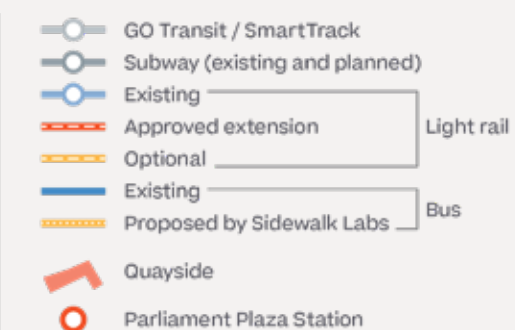 GO Transit / SmartTrack
Subway (existing and planned)
Existing
Approved extension
Light rail
Optional
Existing
Bus
Proposed by Sidewalk Labs
Quayside
Parliament Plaza Station